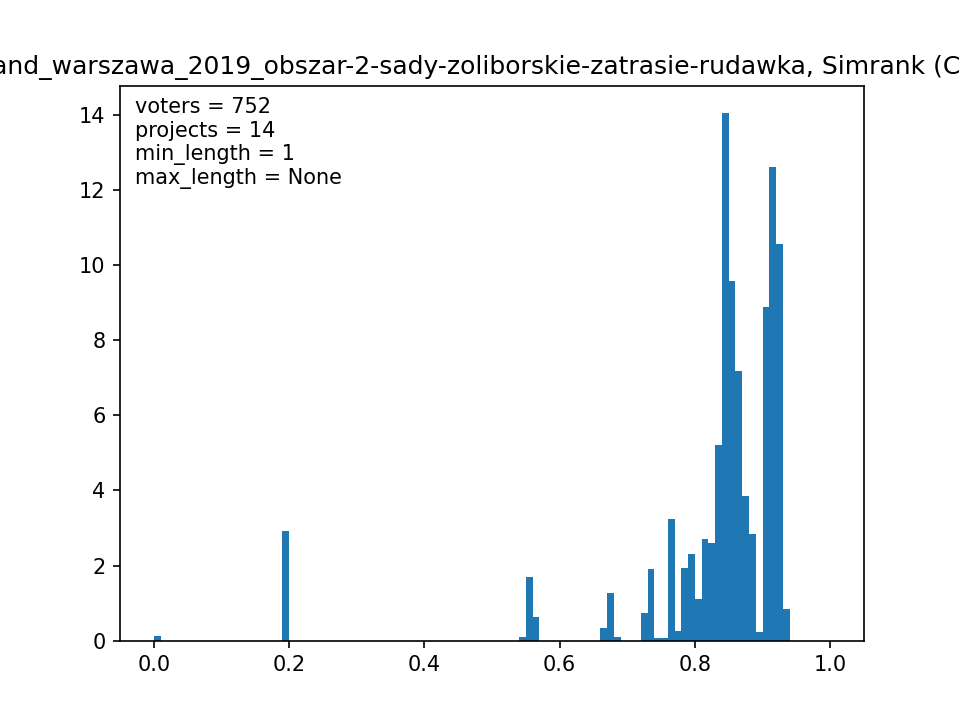 and_warszawa_2019_obszar-2-sady-zoliborskie-zatrasie-rudawka, Simrank (C
voters = 752
projects = 14
min_length = 1
max_length = None
14
12
10
8
6
4
2
0
0.0 0.2 0.4 0.6 0.8 1.0